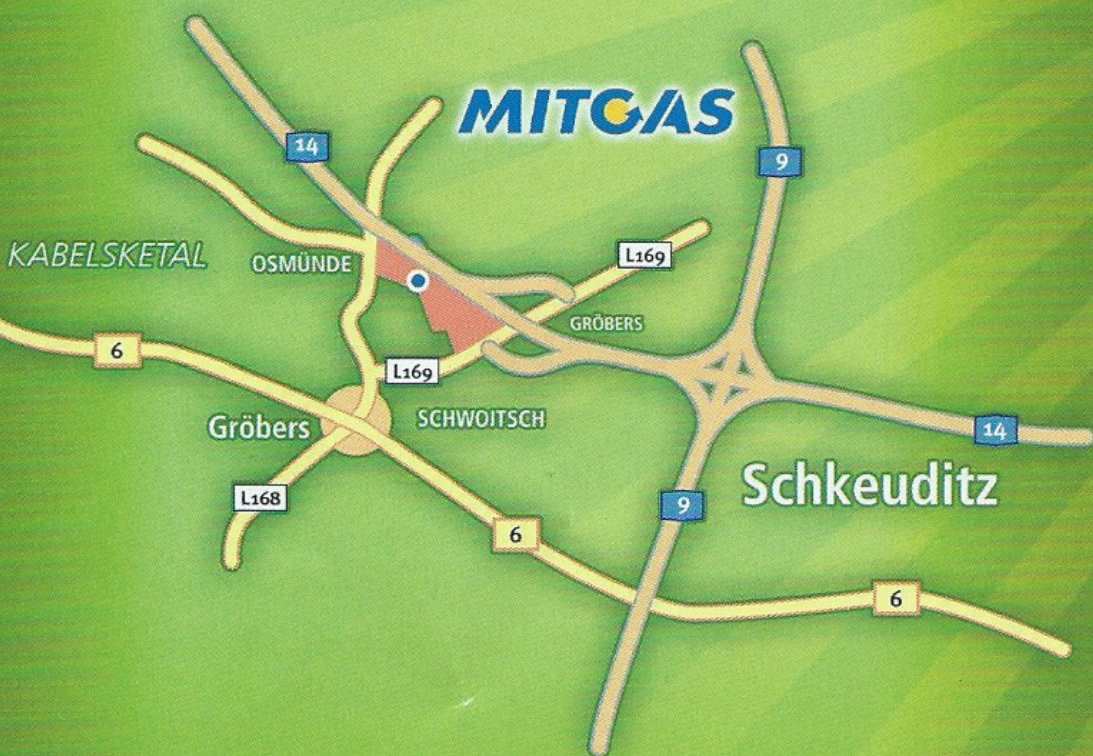 MITGAS
14
9
KABELSKETAL
OSMÜNDE
L169
GRÖBERS
6
L169
Gröbers
SCHWOITSCH
14
L168
Schkeuditz
9
6
6